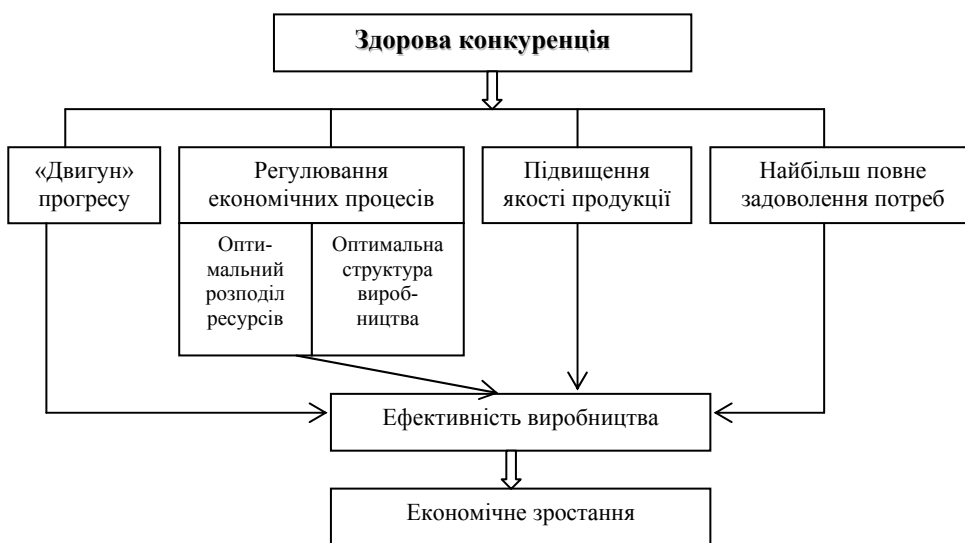 Здорова конкуренція
«Двигун»
прогресу
Регулювання
економічних процесів
Опти-
мальний
розподіл
ресурсів
Оптимальна
структура
вироб-
ництва
Підвищення
якості продукції
Найбільш повне
задоволення потреб
Ефективність виробництва
Економічне зростання